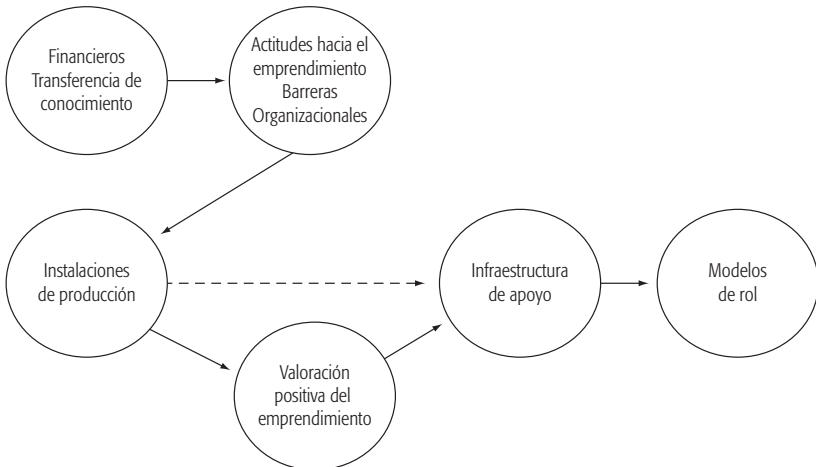 Financieros
Transferencia de
conocimiento
Actitudes hacia el
emprendimiento
Barreras
Organizacionales
Instalaciones
de producción
Infraestructura
de apoyo
Modelos
de rol
Valoración
positiva del
emprendimiento